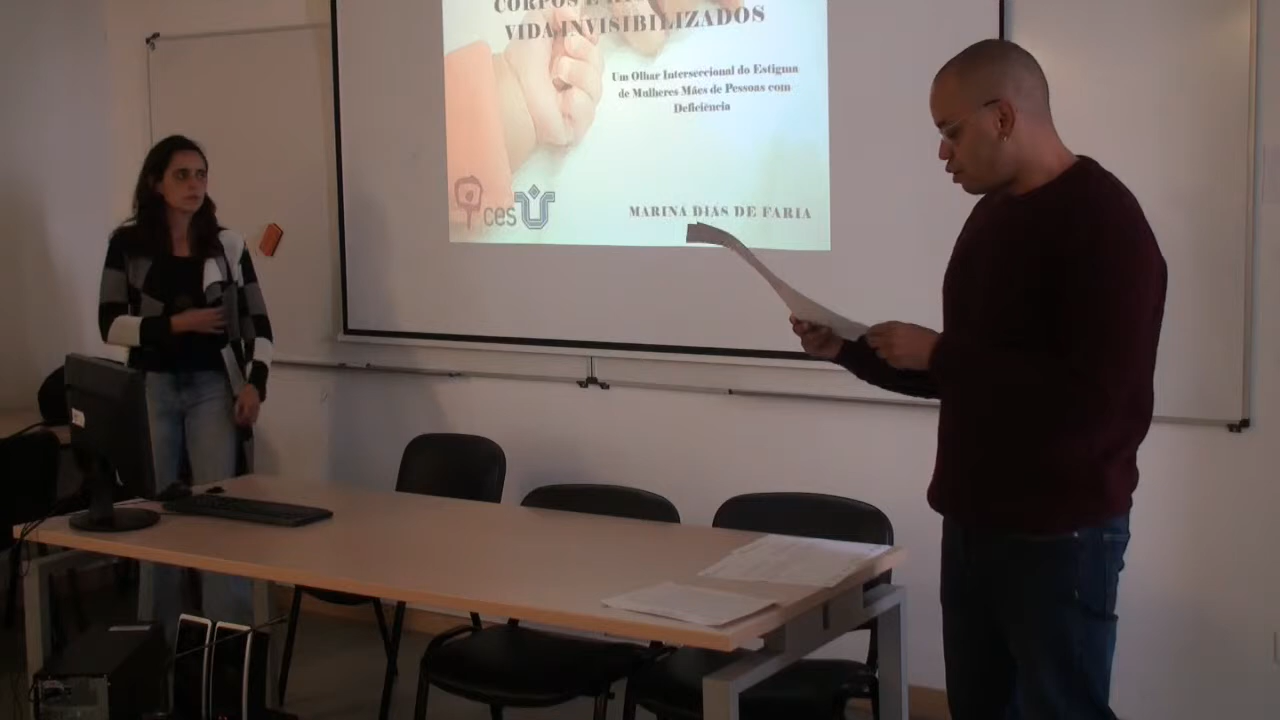 CORPOS E
VIDA INVISIBILIZADOS
Um Olhar Interseccional do Estigma
de Mulheres Mães de Pessoas com
Deficiência
ces
MARINA DIAS DE FARIA